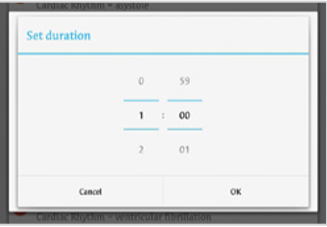 Cardiac Rhythm = asystole
Set duration
0 59
1 : 00
2 01
Cancel OK
Cardiac Rhythm = ventricular fibrillation